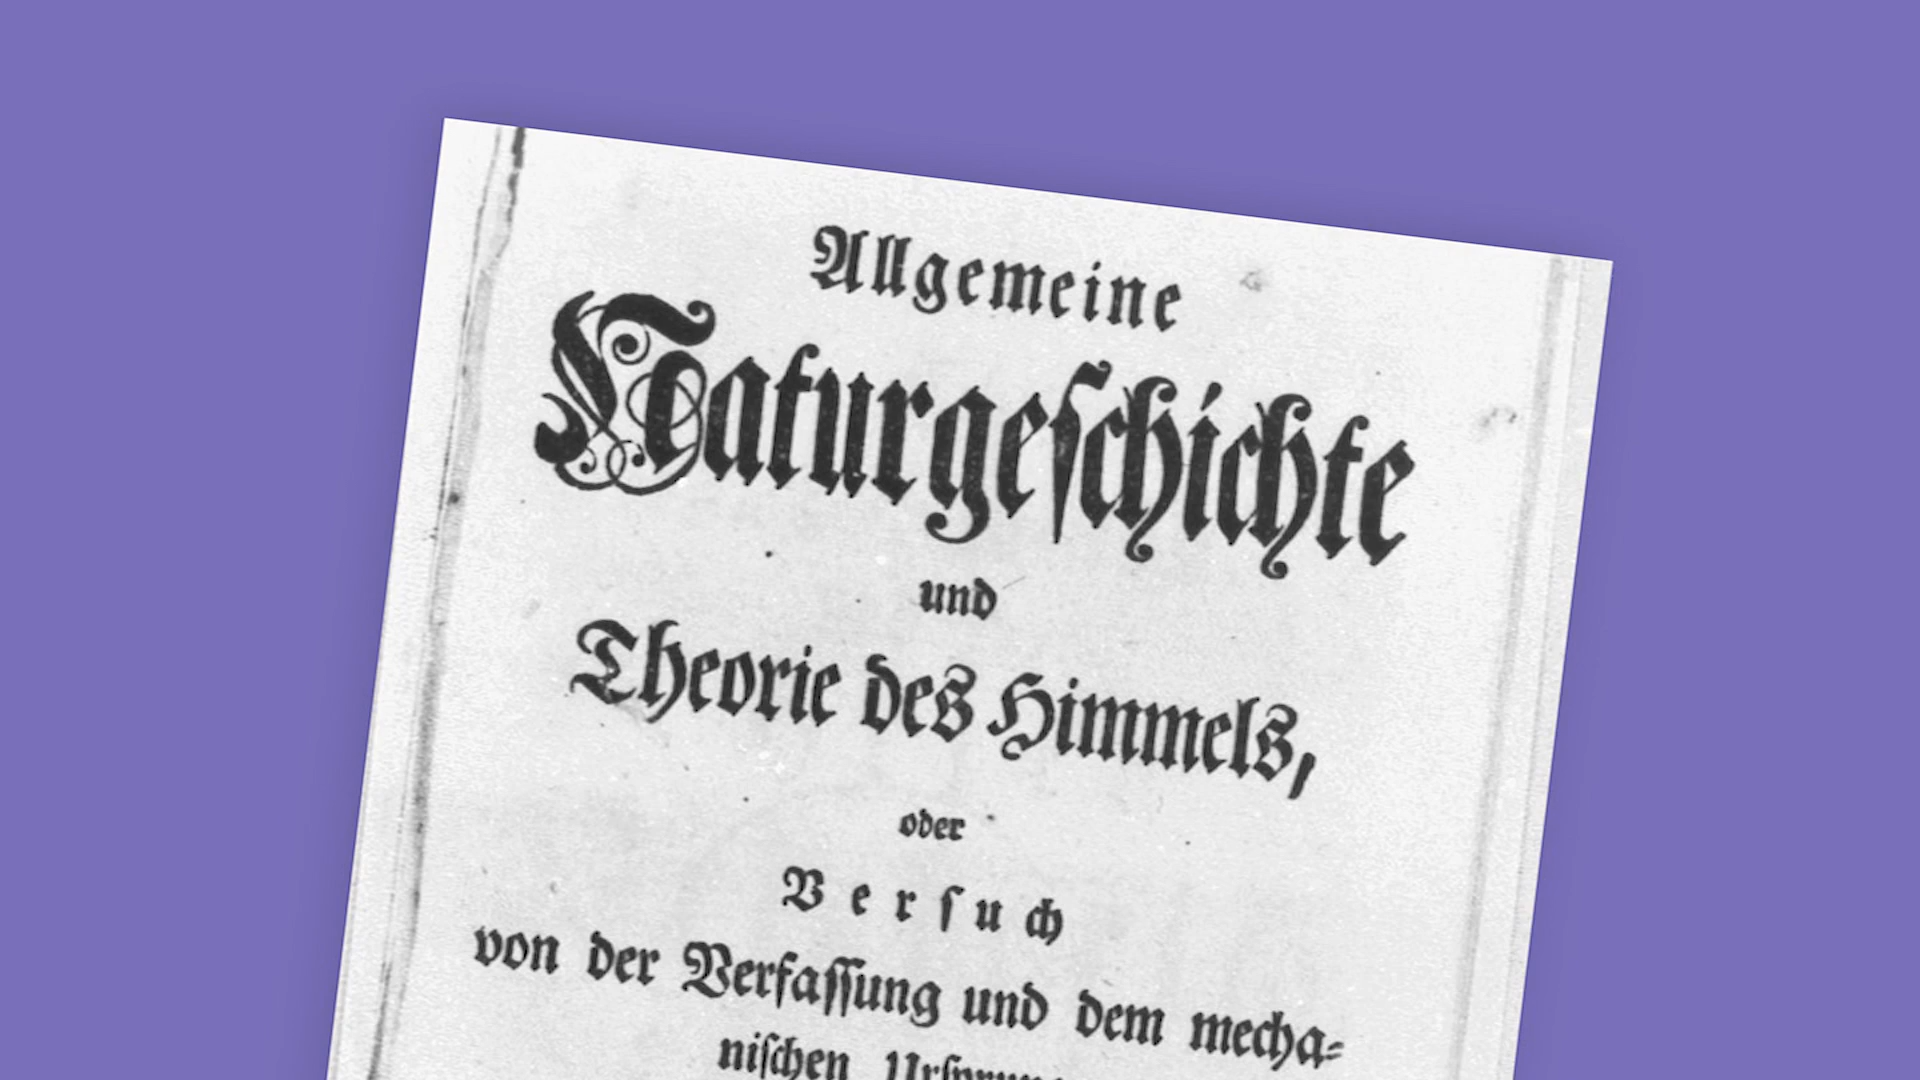 Allgemeine
Naturgeſchichte
und
Theorie des Himmels,
oder
Verſuch
von der Verfaſſung und dem mecha-
niſchen Urſprung